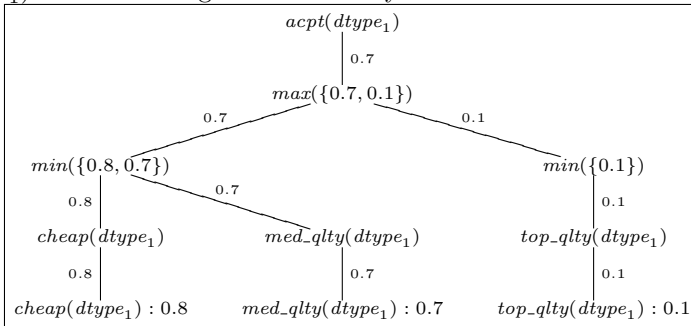 acpt(dtype₁)
0.7
max({0.7, 0.1})
0.7 0.1
min({0.8, 0.7}) min({0.1})
0.8 0.7 0.1
cheap(dtype₁) med_qlty(dtype₁) top_qlty(dtype₁)
0.8 0.7 0.1
cheap(dtype₁) : 0.8 med_qlty(dtype₁) : 0.7 top_qlty(dtype₁) : 0.1